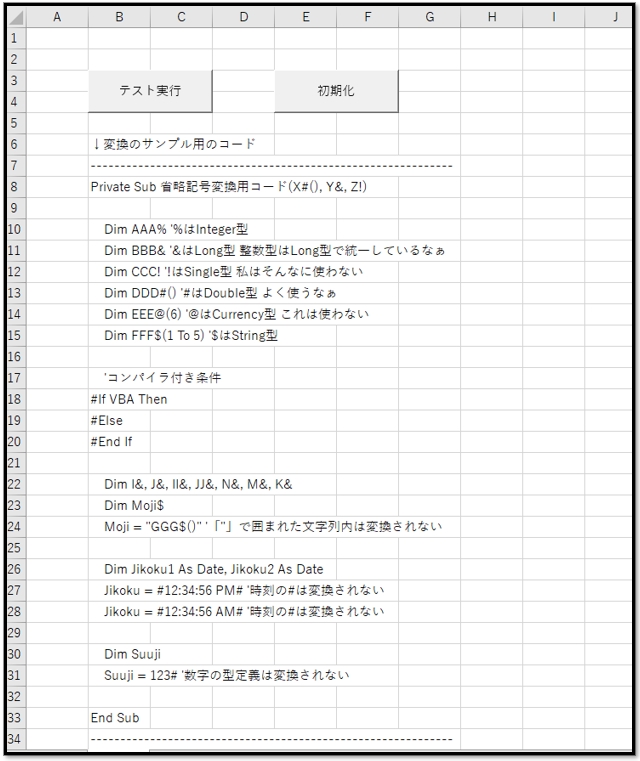 A B C D E F G H I J
1
2
3
テスト実行 初期化
4
5
6 ↓変換のサンプル用のコード
7 --------------------------------------------------------------
8 Private Sub 省略記号変換用コード(X#(), Y&, Z!)
9
10 Dim AAA% '%はInteger型
11 Dim BBB& '&はLong型 整数型はLong型で統一しているなぁ
12 Dim CCC! '!はSingle型 私はそんなに使わない
13 Dim DDD#() '#はDouble型 よく使うなぁ
14 Dim EEE@(6) '@はCurrency型 これは使わない
15 Dim FFF$(1 To 5) '$はString型
16
17 'コンパイラ付き条件
18 #If VBA Then
19 #Else
20 #End If
21
22 Dim I&, J&, II&, JJ&, N&, M&, K&
23 Dim Moji$
24 Moji = "GGG$()" '「"」で囲まれた文字列内は変換されない
25
26 Dim Jikoku1 As Date, Jikoku2 As Date
27 Jikoku = #12:34:56 PM# '時刻の#は変換されない
28 Jikoku = #12:34:56 AM# '時刻の#は変換されない
29
30 Dim Suuji
31 Suuji = 123# '数字の型定義は変換されない
32
33 End Sub
34 --------------------------------------------------------------